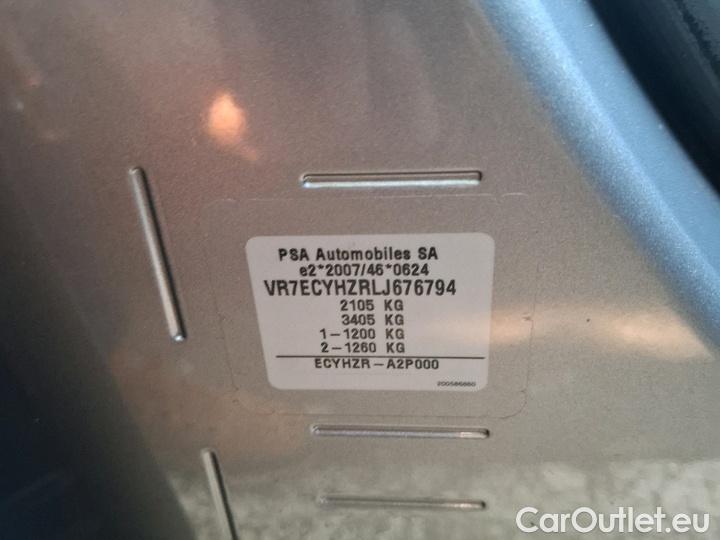 PSA Automobiles SA
e2*2007/46*0624
VR7ECYHZRLJ676794
2105 KG
3405 KG
1-1200 KG
2-1260 KG
ECYHZR-A2P000
200586860
CarOutlet.eu